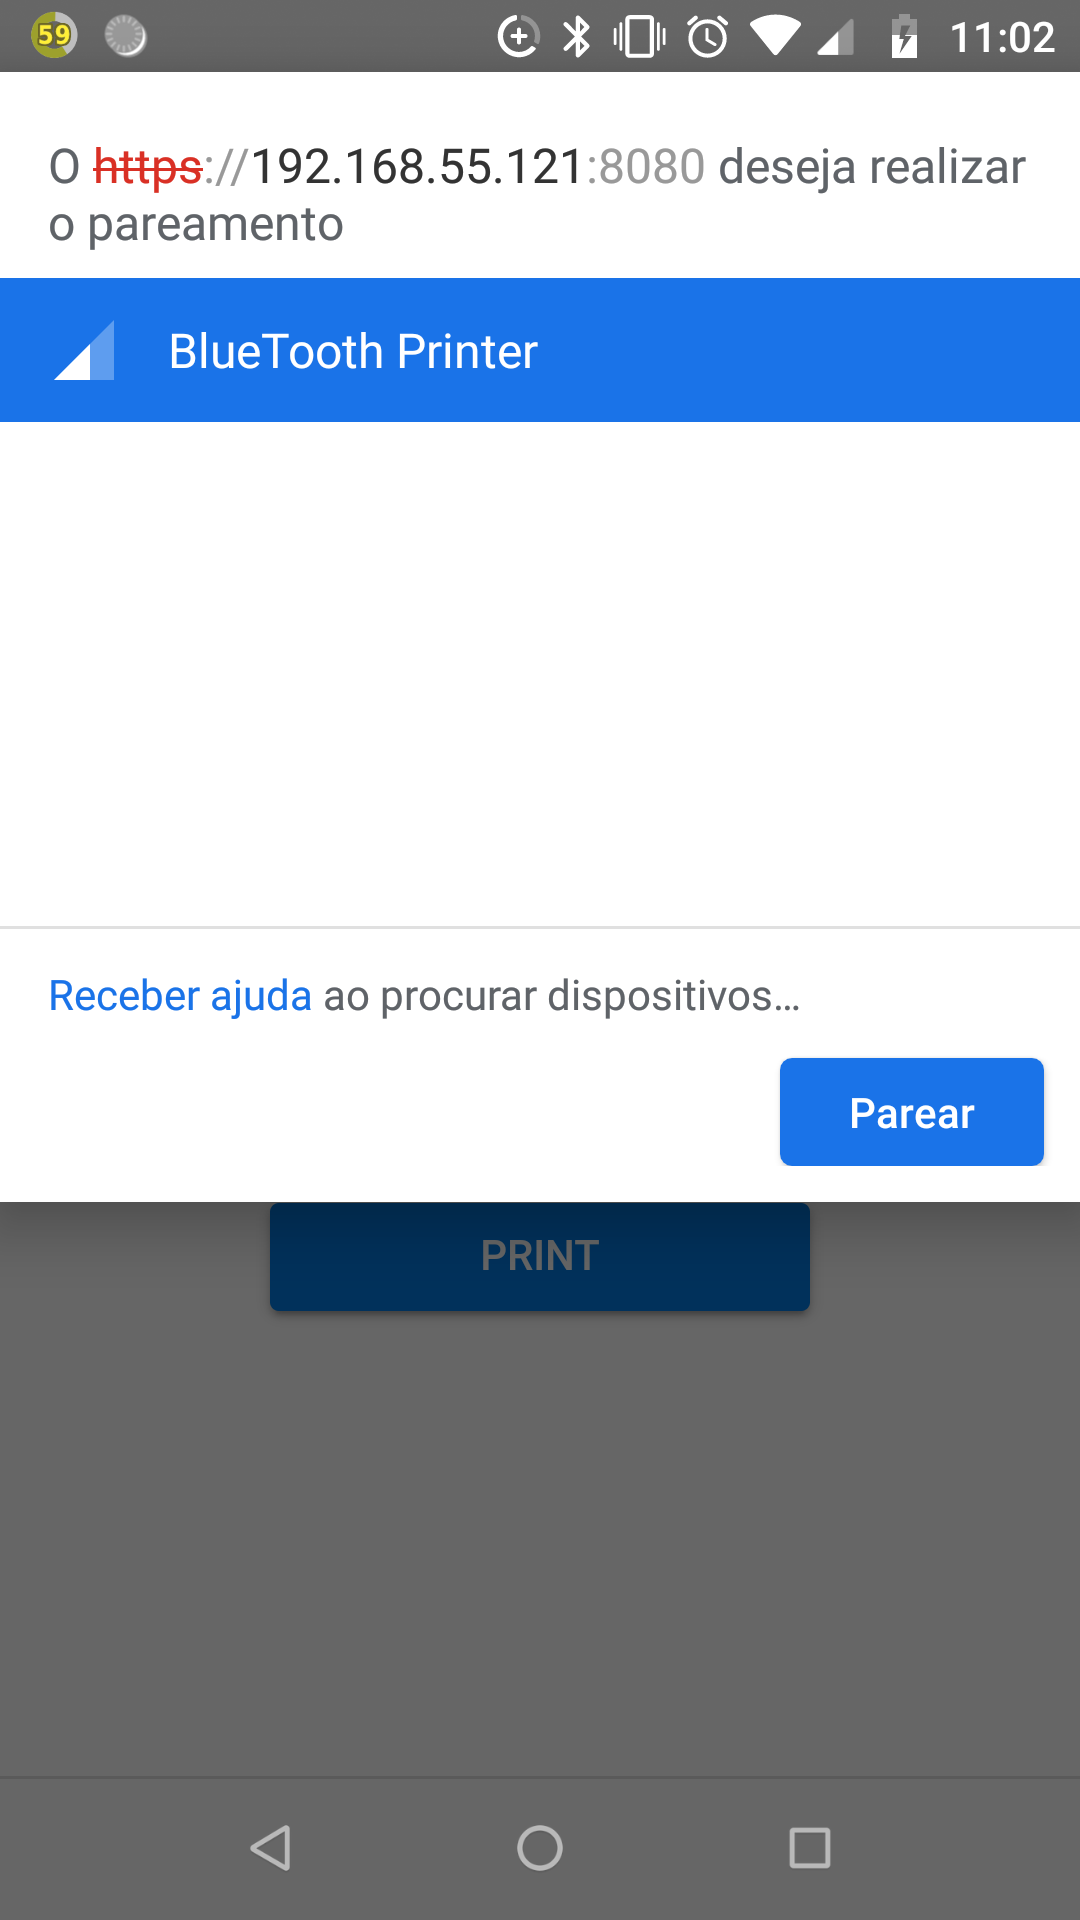 59
11:02
O https://192.168.55.121:8080 deseja realizar
o pareamento
BlueTooth Printer
Receber ajuda ao procurar dispositivos...
Parear
PRINT